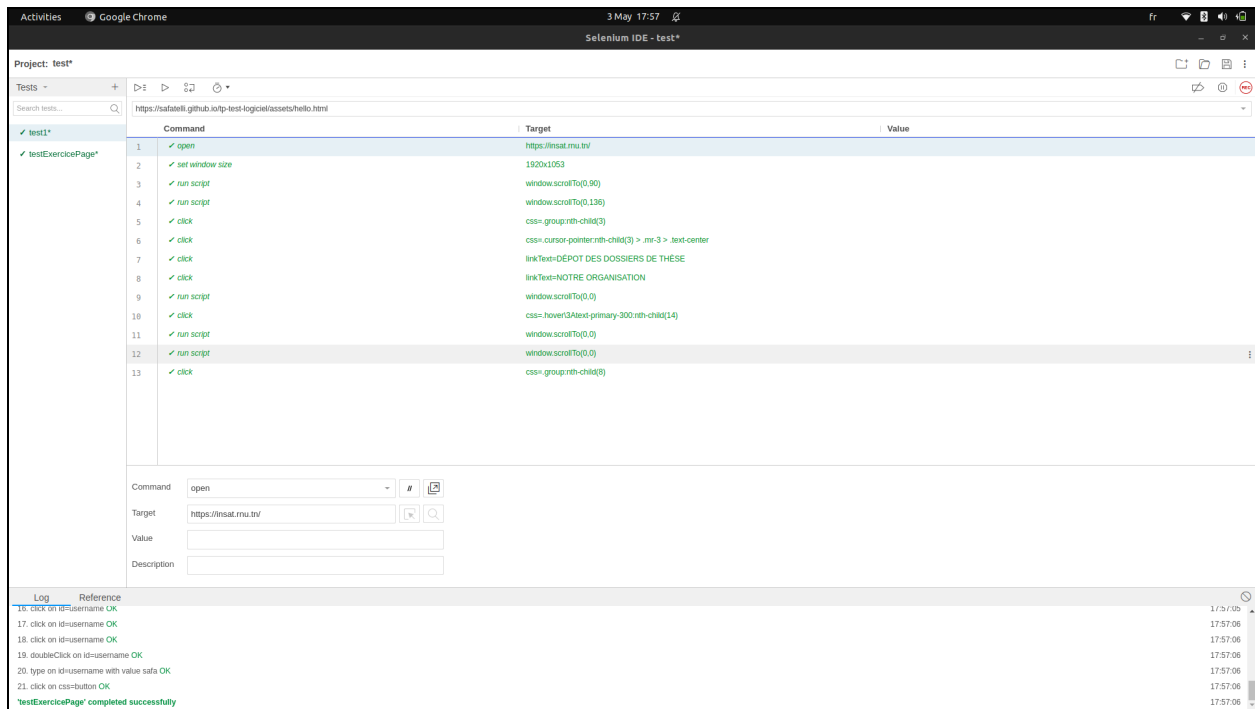 Activities Google Chrome 3 May 17:57 fr
Selenium IDE - test*
Project: test*
Tests +
Search tests...
https://safatelli.github.io/tp-test-logiciel/assets/hello.html
REC
✓ test1*
✓ testExercicePage*
Command Target Value
1 ✓ open https://insat.rnu.tn/
2 ✓ set window size 1920x1053
3 ✓ run script window.scrollTo(0,90)
4 ✓ run script window.scrollTo(0,136)
5 ✓ click css=.group:nth-child(3)
6 ✓ click css=.cursor-pointer:nth-child(3) > .mr-3 > .text-center
7 ✓ click linkText=DÉPOT DES DOSSIERS DE THÈSE
8 ✓ click linkText=NOTRE ORGANISATION
9 ✓ run script window.scrollTo(0,0)
10 ✓ click css=.hover\3Atext-primary-300:nth-child(14)
11 ✓ run script window.scrollTo(0,0)
12 ✓ run script window.scrollTo(0,0)
13 ✓ click css=.group:nth-child(8)
Command open //
Target https://insat.rnu.tn/
Value
Description
Log Reference
16. click on id=username OK 17:57:05
17. click on id=username OK 17:57:06
18. click on id=username OK 17:57:06
19. doubleClick on id=username OK 17:57:06
20. type on id=username with value safa OK 17:57:06
21. click on css=button OK 17:57:06
'testExercicePage' completed successfully 17:57:06